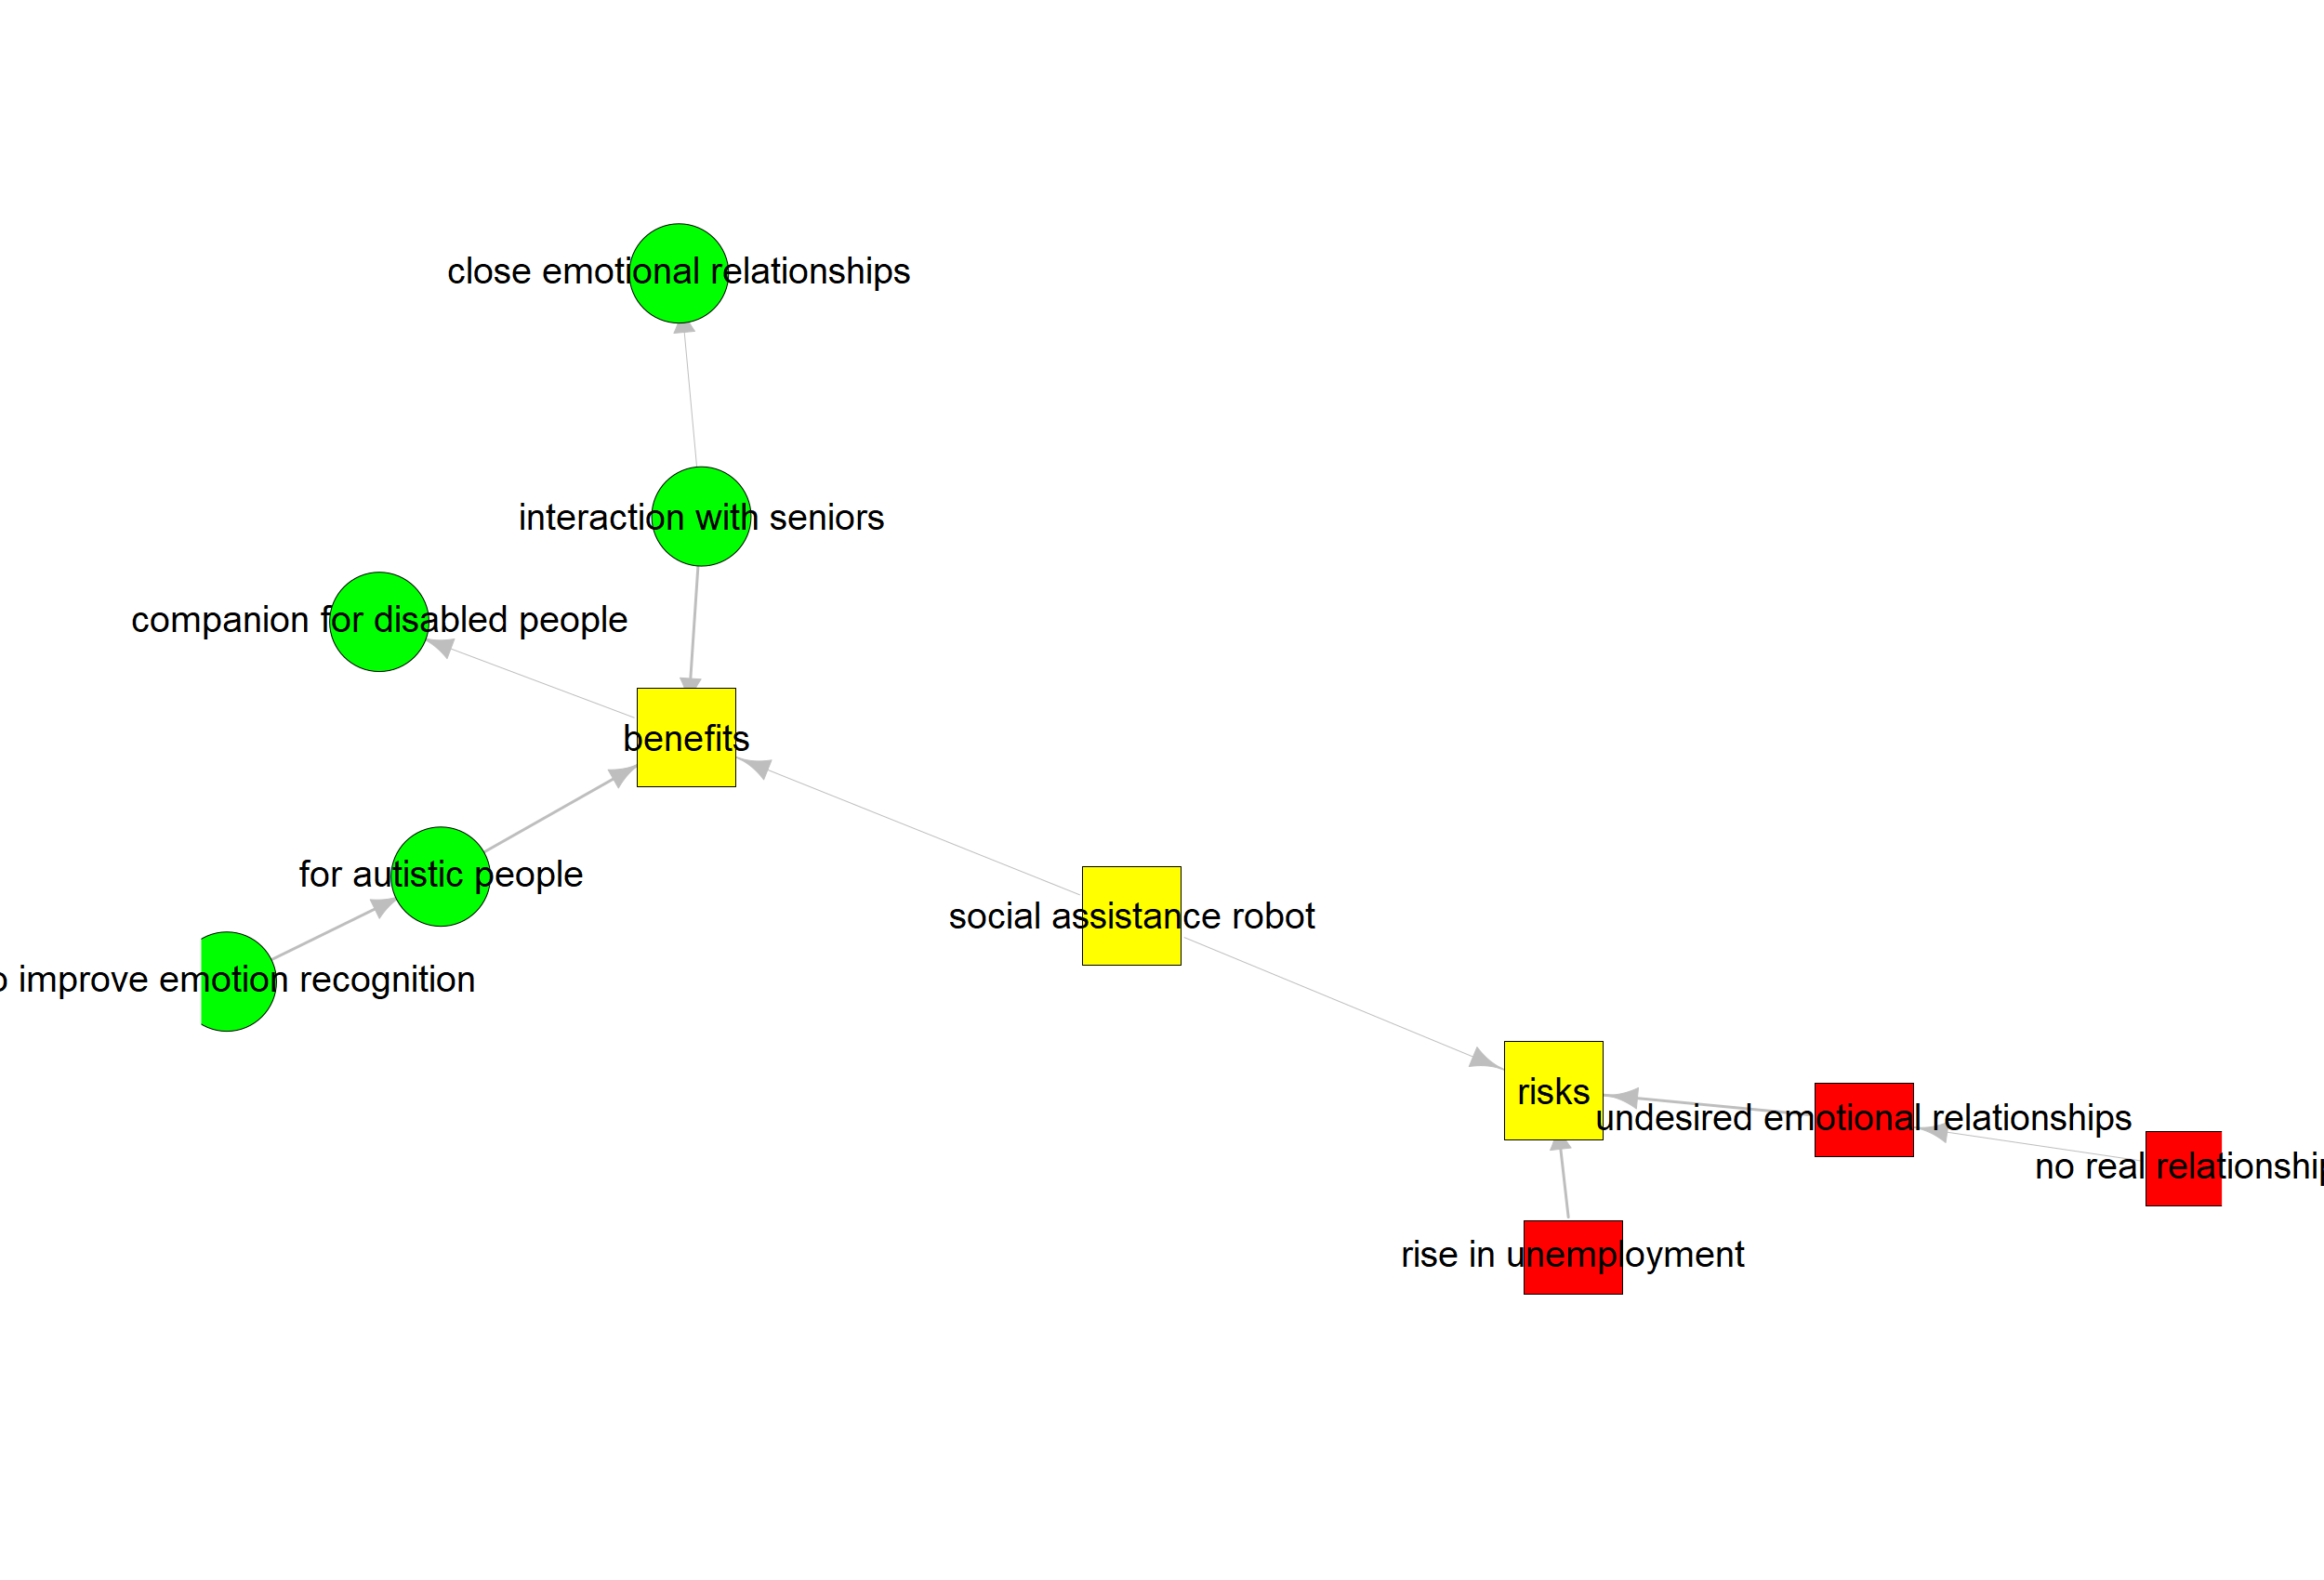 close emotional relationships
interaction with seniors
companion for disabled people
benefits
for autistic people
social assistance robot
improve emotion recognition
risks
undesired emotional relationships
no real
rise in unemployment